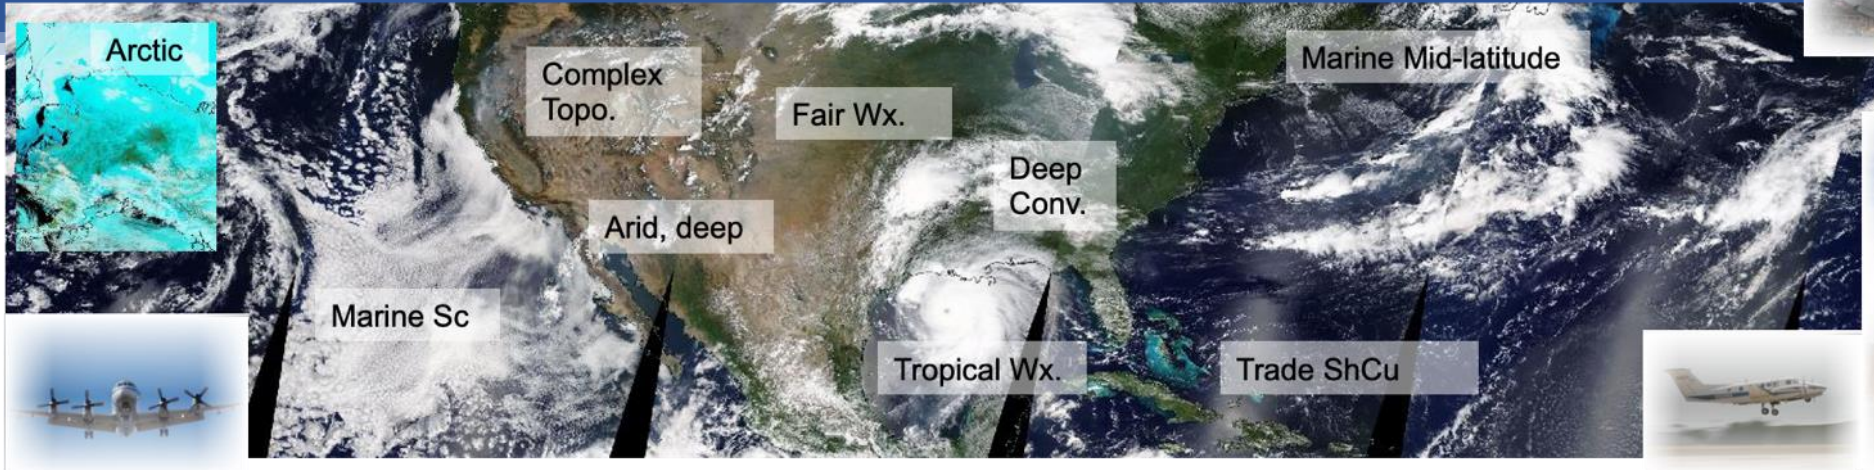 Arctic
Complex
Topo.
Fair Wx.
Marine Mid-latitude
Deep
Conv.
Arid, deep
Marine Sc
Tropical Wx.
Trade ShCu